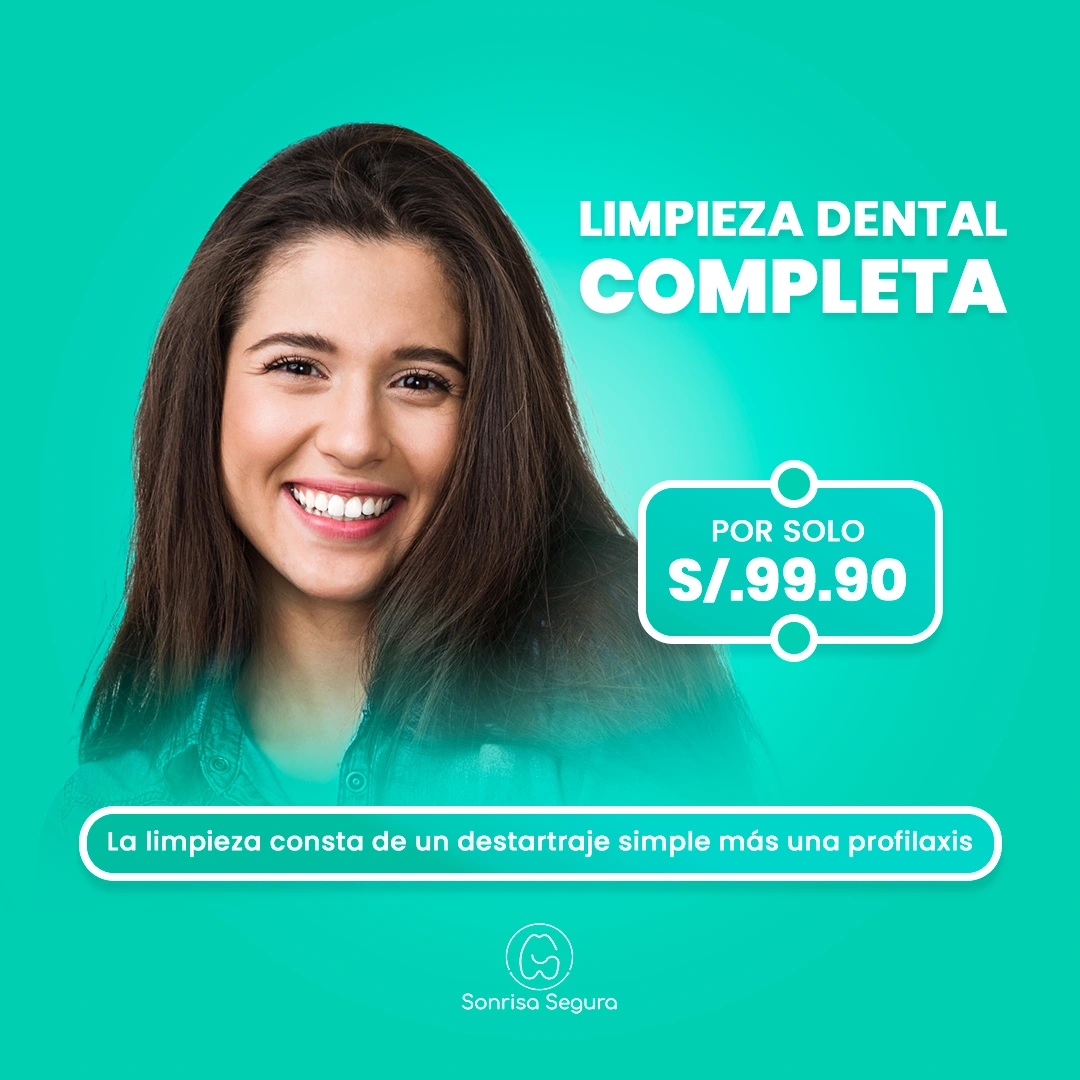 LIMPIEZA DENTAL
COMPLETA
POR SOLO
S/.99.90
La limpieza consta de un destartraje simple más una profilaxis
Sonrisa Segura